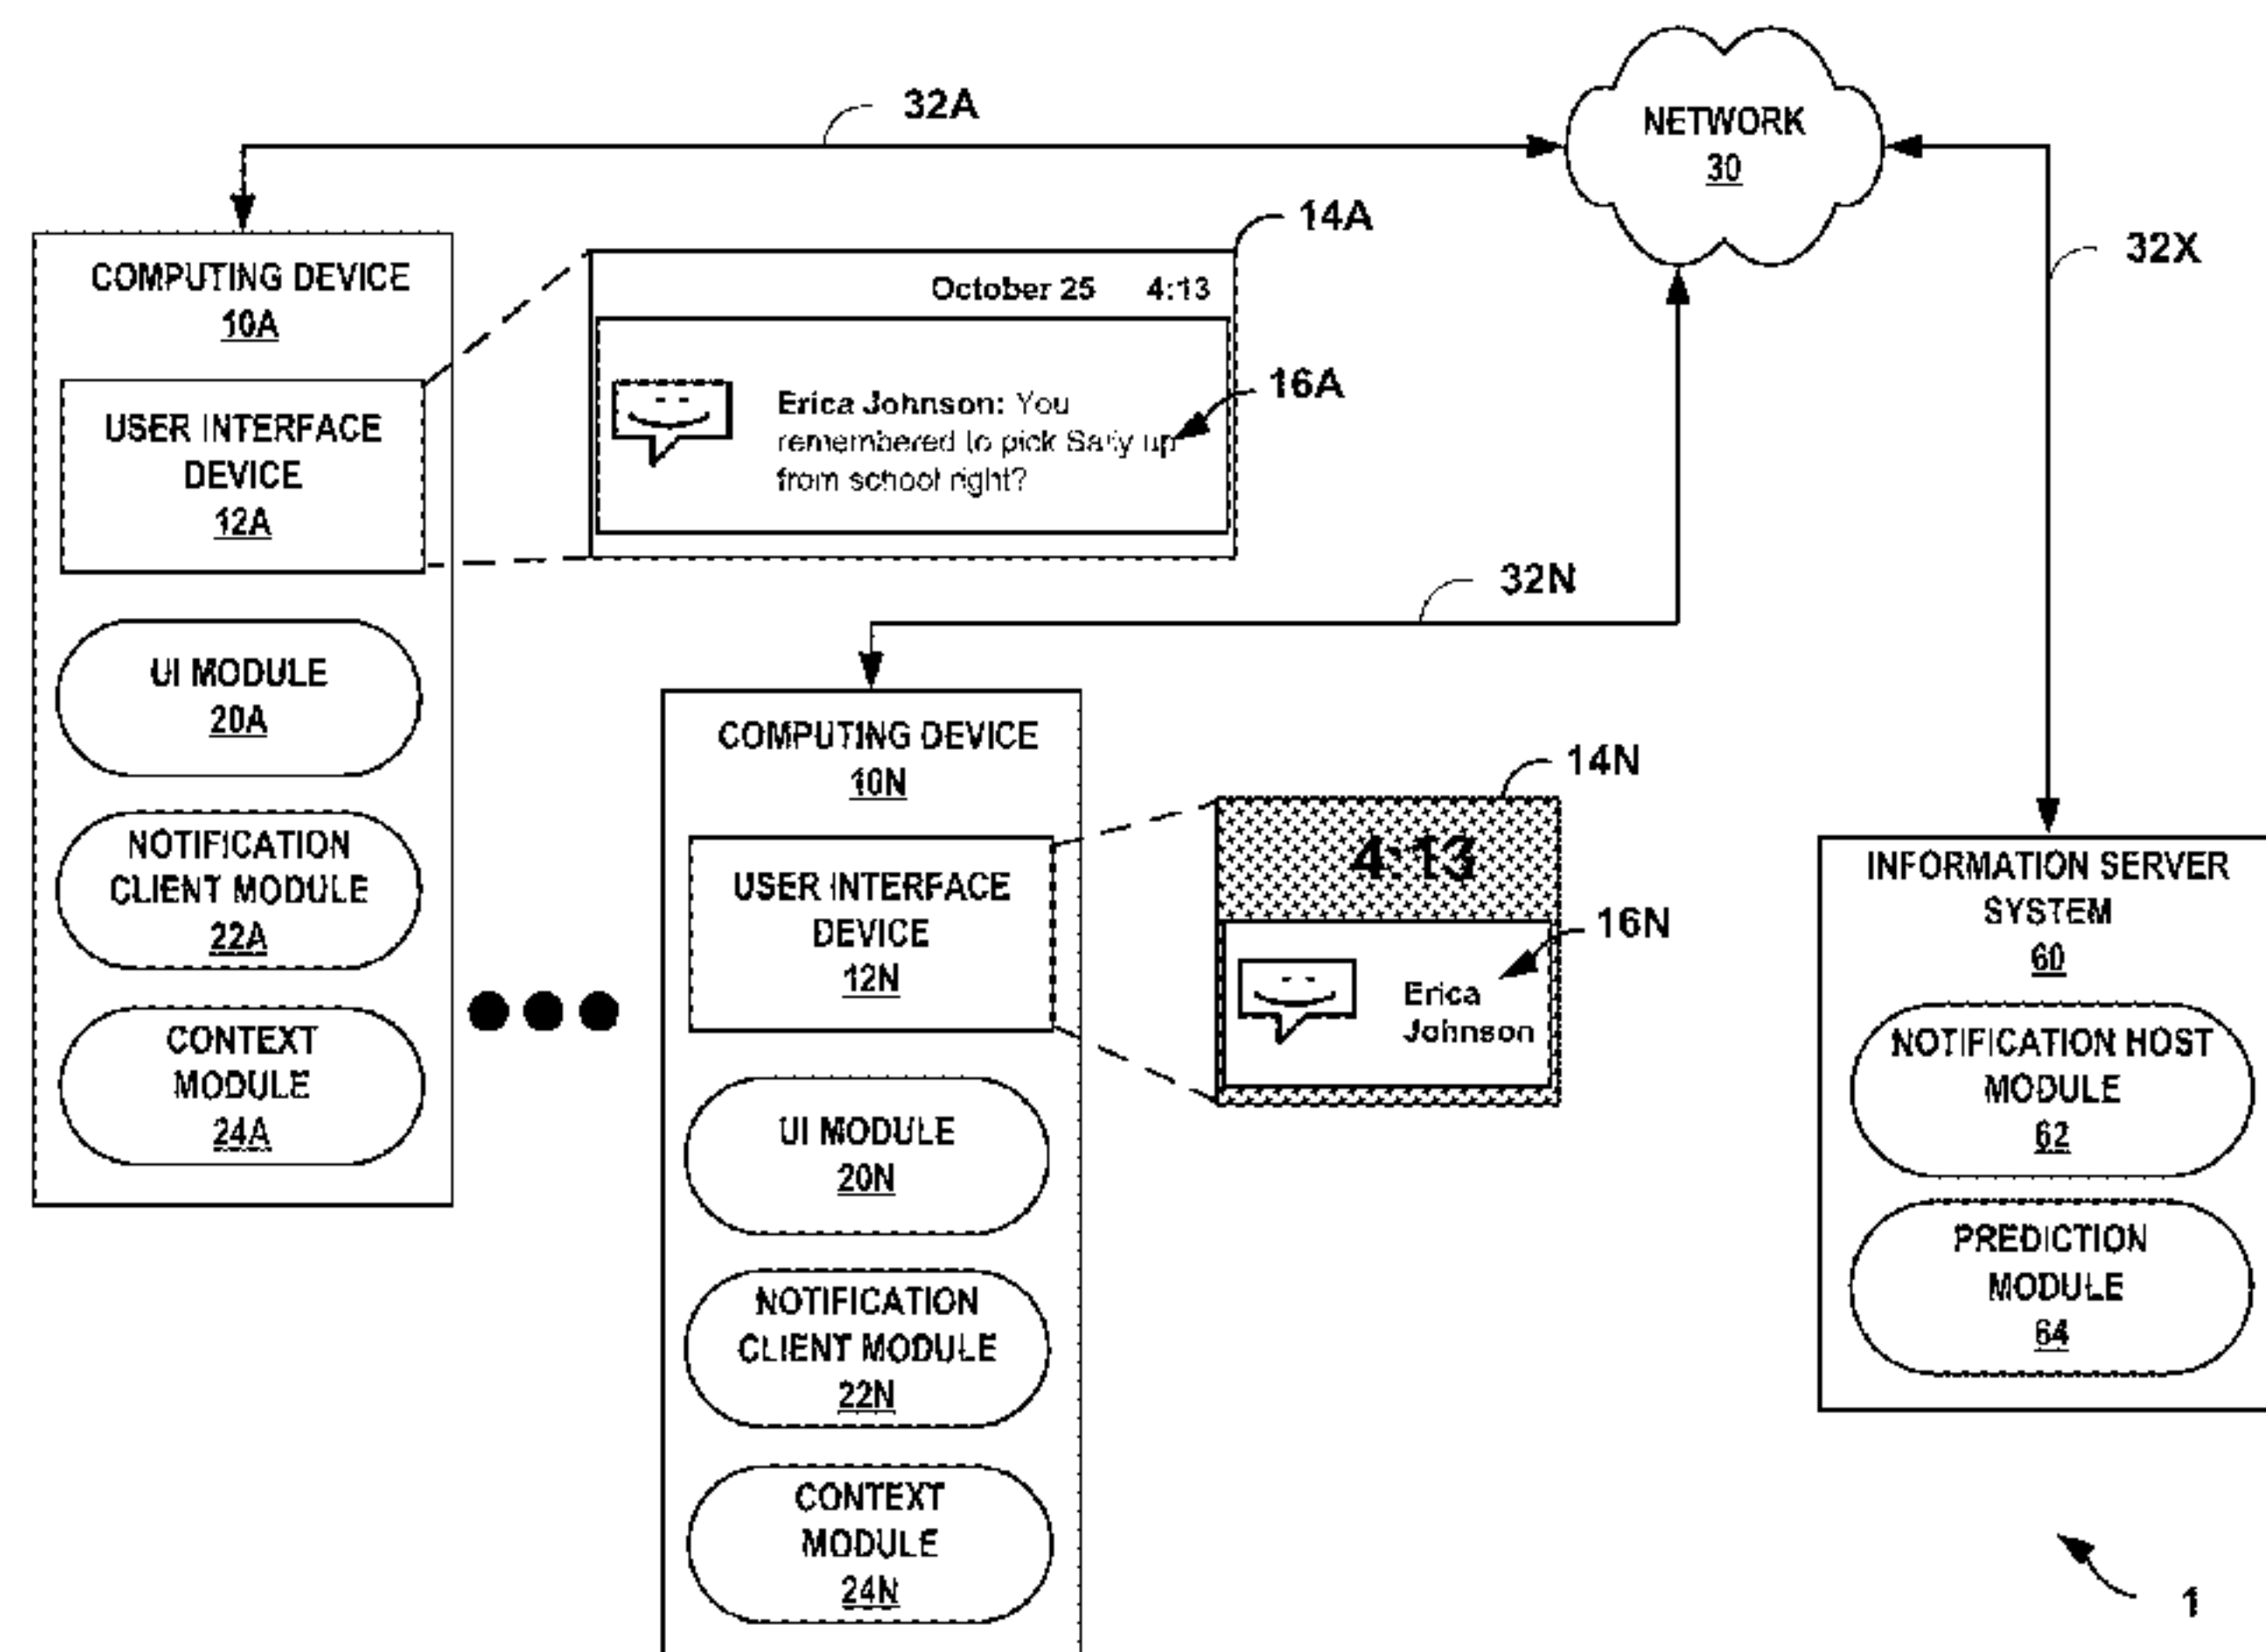 32A
NETWORK
30
14A
32X
COMPUTING DEVICE
10A
October 25 4:13
16A
Erica Johnson: You
remembered to pick Sally up
from school right?
USER INTERFACE
DEVICE
12A
32N
UI MODULE
20A
COMPUTING DEVICE
10N
14N
4:13
NOTIFICATION
CLIENT MODULE
22A
USER INTERFACE
DEVICE
12N
16N
Erica
Johnson
INFORMATION SERVER
SYSTEM
60
CONTEXT
MODULE
24A
NOTIFICATION HOST
MODULE
62
UI MODULE
20N
PREDICTION
MODULE
64
NOTIFICATION
CLIENT MODULE
22N
CONTEXT
MODULE
24N
1